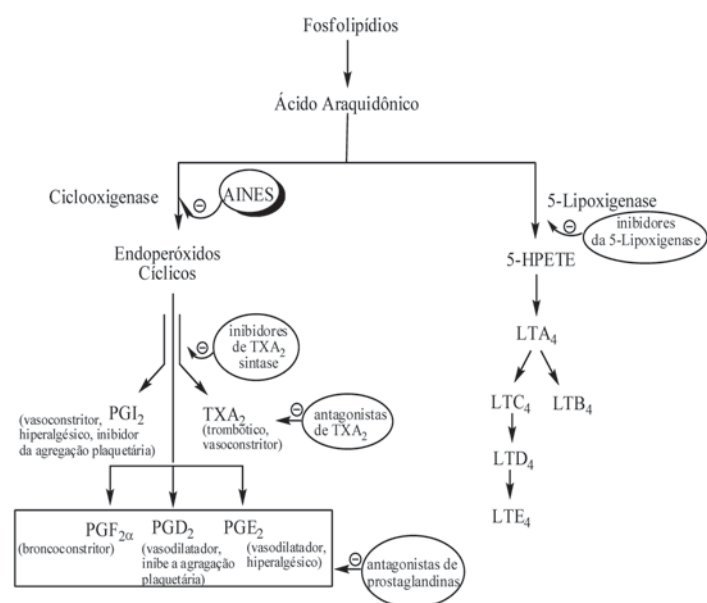 Fosfolipídios
Ácido Araquidônico
Ciclooxigenase
⊖
AINES
5-Lipoxigenase
⊖
inibidores
da 5-Lipoxigenase
Endoperóxidos
Cíclicos
5-HPETE
⊖
inibidores
de TXA2
sintase
LTA4
PGI2
(vasoconstritor,
hiperalgésico, inibidor
da agregação plaquetária)
TXA2
(trombótico,
vasoconstritor)
⊖
antagonistas
de TXA2
LTC4
LTB4
LTD4
LTE4
PGF2α
(broncoconstritor)
PGD2
(vasodilatador,
inibe a agragação
plaquetária)
PGE2
(vasodilatador,
hiperalgésico)
⊖
antagonistas de
prostaglandinas